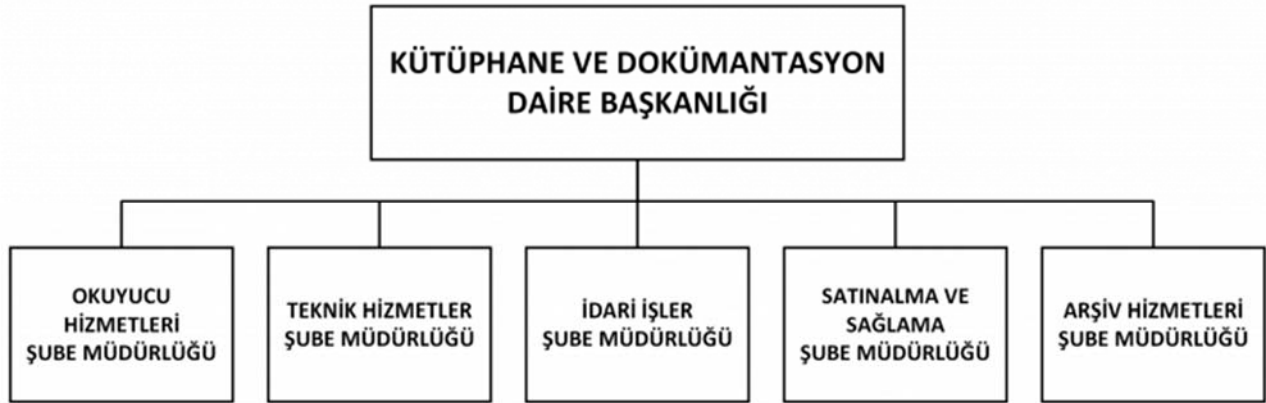 KÜTÜPHANE VE DOKÜMANTASYON
DAİRE BAŞKANLIĞI
OKUYUCU
HİZMETLERİ
ŞUBE MÜDÜRLÜĞÜ
TEKNİK HİZMETLER
ŞUBE MÜDÜRLÜĞÜ
İDARİ İŞLER
ŞUBE MÜDÜRLÜĞÜ
SATINALMA VE
SAĞLAMA
ŞUBE MÜDÜRLÜĞÜ
ARŞİV HİZMETLERİ
ŞUBE MÜDÜRLÜĞÜ